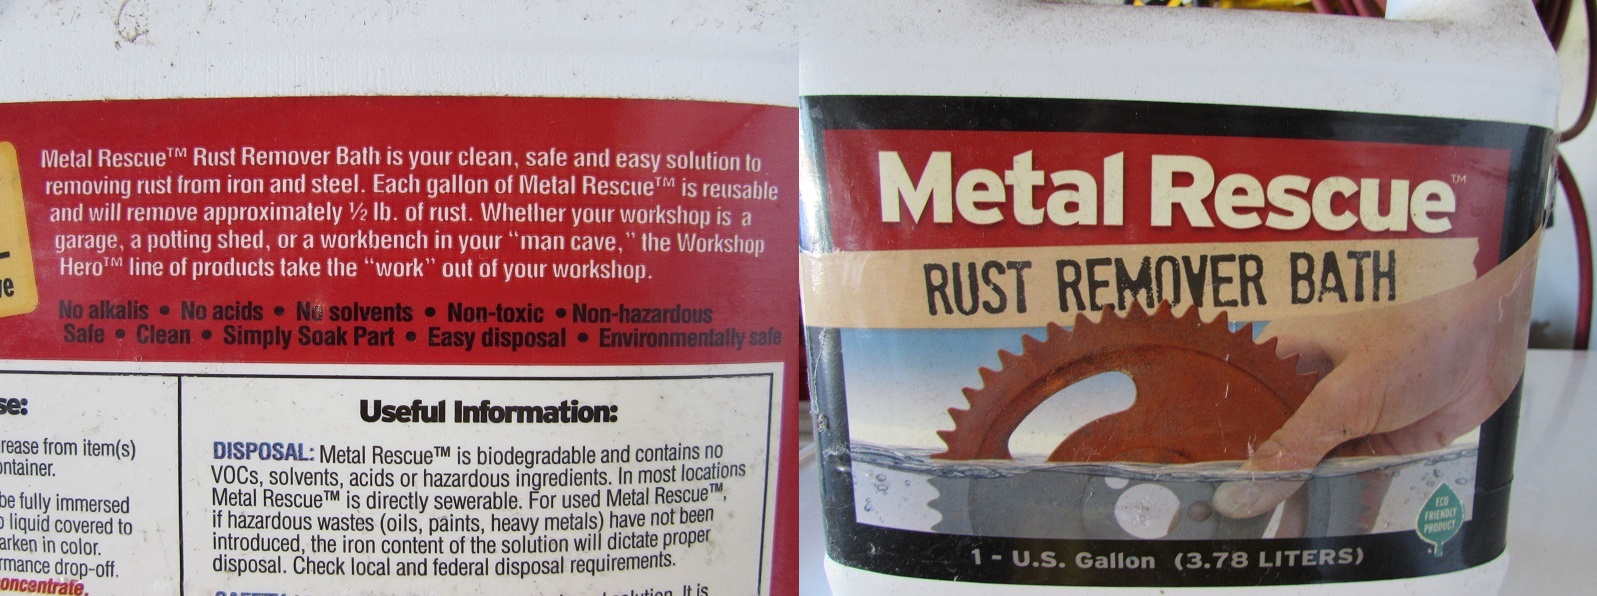 ve
Metal Rescue™ Rust Remover Bath is your clean, safe and easy solution to
removing rust from iron and steel. Each gallon of Metal Rescue™ is reusable
and will remove approximately ½ lb. of rust. Whether your workshop is a
garage, a potting shed, or a workbench in your “man cave,” the Workshop
Hero™ line of products take the “work” out of your workshop.
No alkalis • No acids • No solvents • Non-toxic • Non-hazardous
Safe • Clean • Simply Soak Part • Easy disposal • Environmentally safe
se:
rease from item(s)
ontainer.
be fully immersed
liquid covered to
arken in color.
rmance drop-off.
oncentrate.
Useful Information:
DISPOSAL: Metal Rescue™ is biodegradable and contains no
VOCs, solvents, acids or hazardous ingredients. In most locations
Metal Rescue™ is directly sewerable. For used Metal Rescue™,
if hazardous wastes (oils, paints, heavy metals) have not been
introduced, the iron content of the solution will dictate proper
disposal. Check local and federal disposal requirements.
solution. It is
Metal Rescue™
RUST REMOVER BATH
ECO
FRIENDLY
PRODUCT
1 - U.S. Gallon (3.78 LITERS)